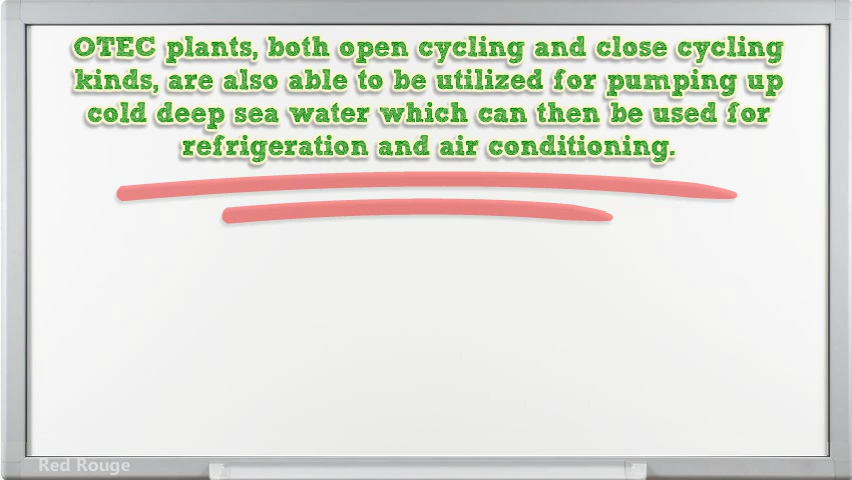 OTEC plants, both open cycling and close cycling
kinds, are also able to be utilized for pumping up
cold deep sea water which can then be used for
refrigeration and air conditioning.
Red Rouge